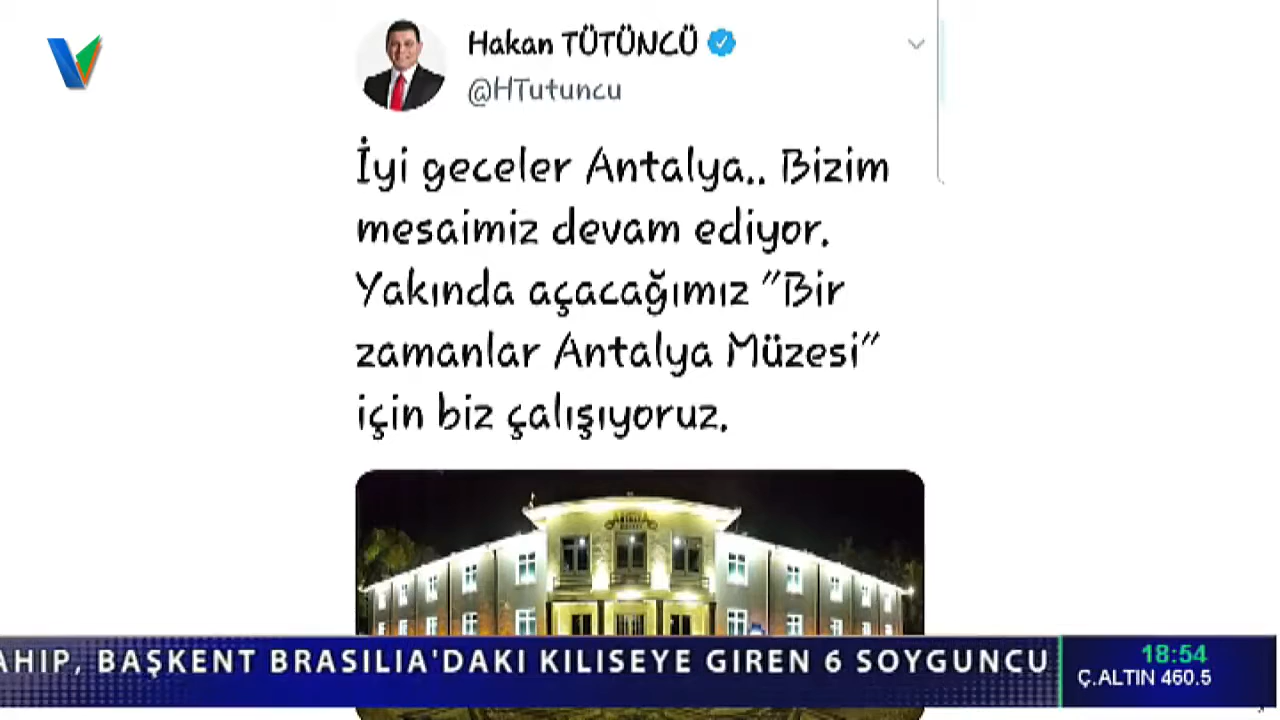 Hakan TÜTÜNCÜ
@HTutuncu
İyi geceler Antalya.. Bizim
mesaimiz devam ediyor.
Yakında açacağımız "Bir
zamanlar Antalya Müzesi"
için biz çalışıyoruz.
AHIP, BAŞKENT BRASILIA'DAKI KILISEYE GIREN 6 SOYGUNCU
18:54
Ç.ALTIN 460.5